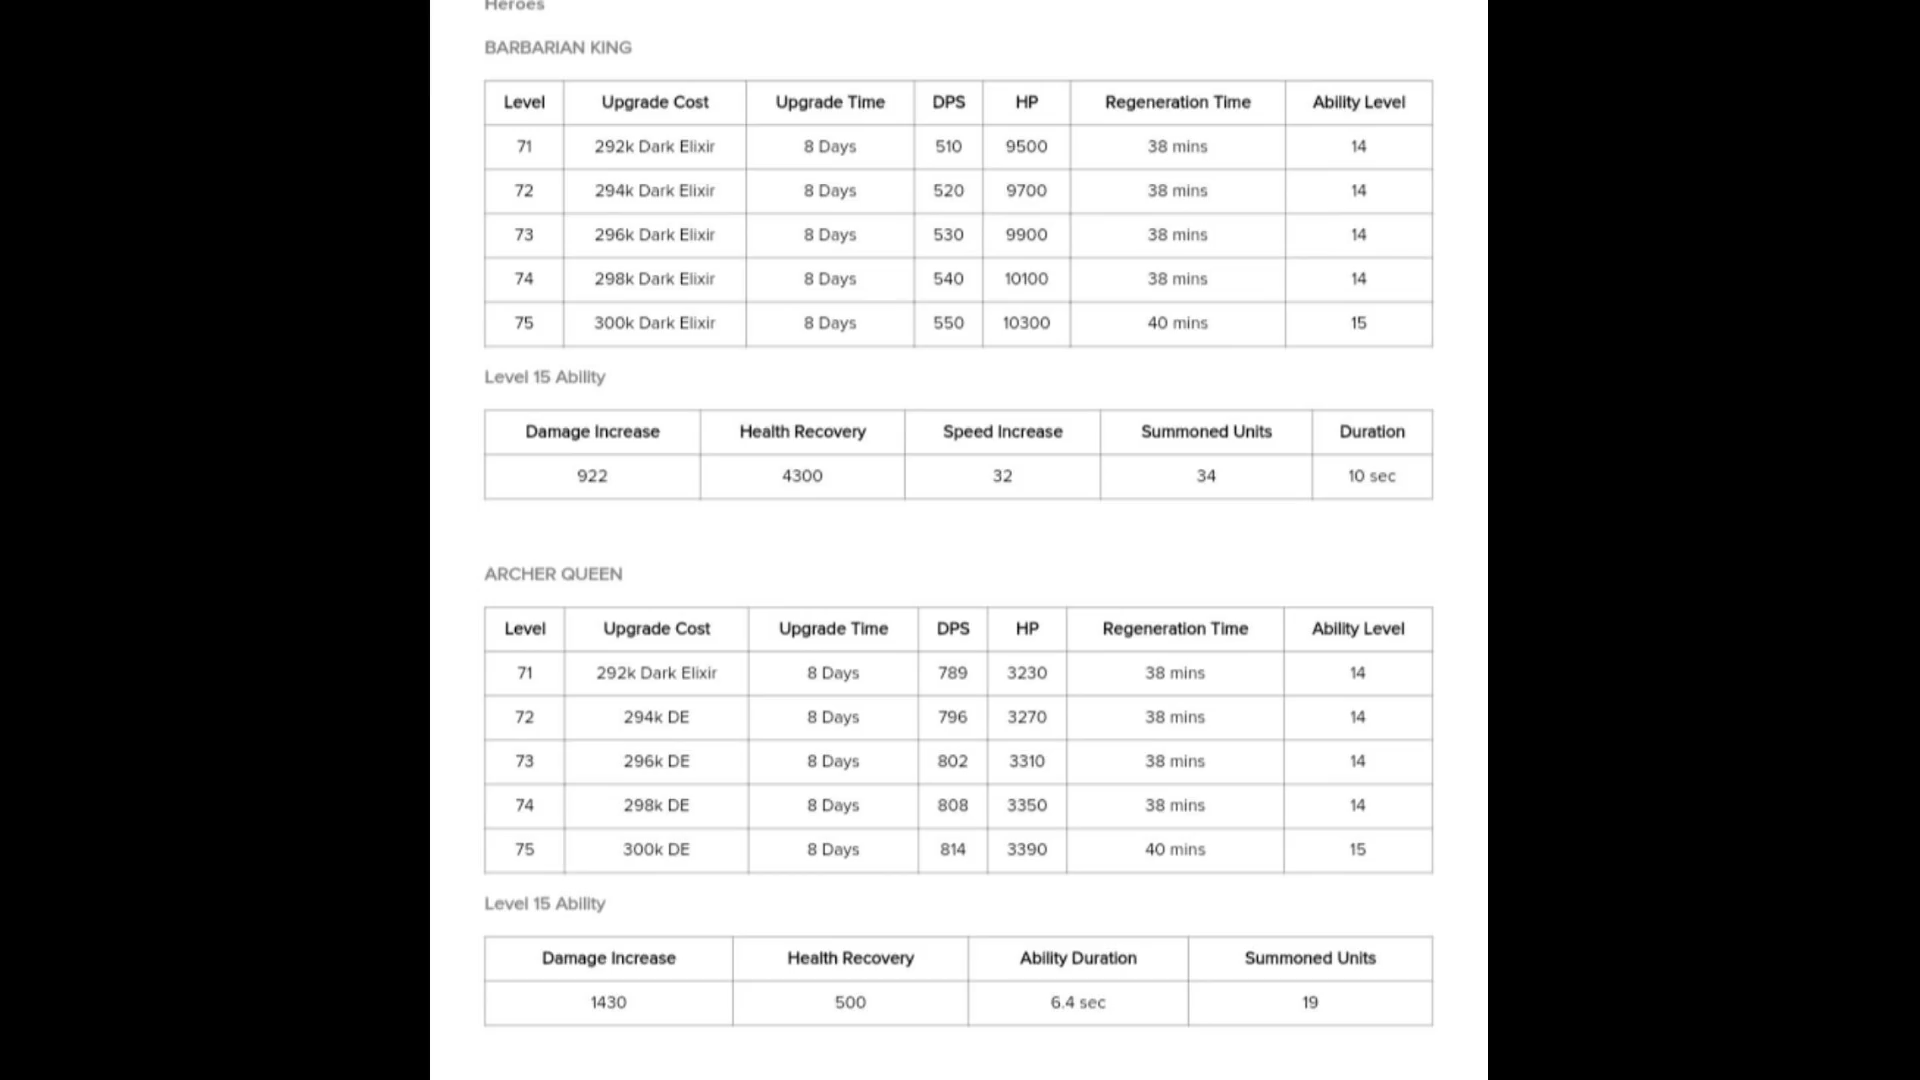 Heroes
BARBARIAN KING
Level Upgrade Cost Upgrade Time DPS HP Regeneration Time Ability Level
71 292k Dark Elixir 8 Days 510 9500 38 mins 14
72 294k Dark Elixir 8 Days 520 9700 38 mins 14
73 296k Dark Elixir 8 Days 530 9900 38 mins 14
74 298k Dark Elixir 8 Days 540 10100 38 mins 14
75 300k Dark Elixir 8 Days 550 10300 40 mins 15
Level 15 Ability
Damage Increase Health Recovery Speed Increase Summoned Units Duration
922 4300 32 34 10 sec
ARCHER QUEEN
Level Upgrade Cost Upgrade Time DPS HP Regeneration Time Ability Level
71 292k Dark Elixir 8 Days 789 3230 38 mins 14
72 294k DE 8 Days 796 3270 38 mins 14
73 296k DE 8 Days 802 3310 38 mins 14
74 298k DE 8 Days 808 3350 38 mins 14
75 300k DE 8 Days 814 3390 40 mins 15
Level 15 Ability
Damage Increase Health Recovery Ability Duration Summoned Units
1430 500 6.4 sec 19